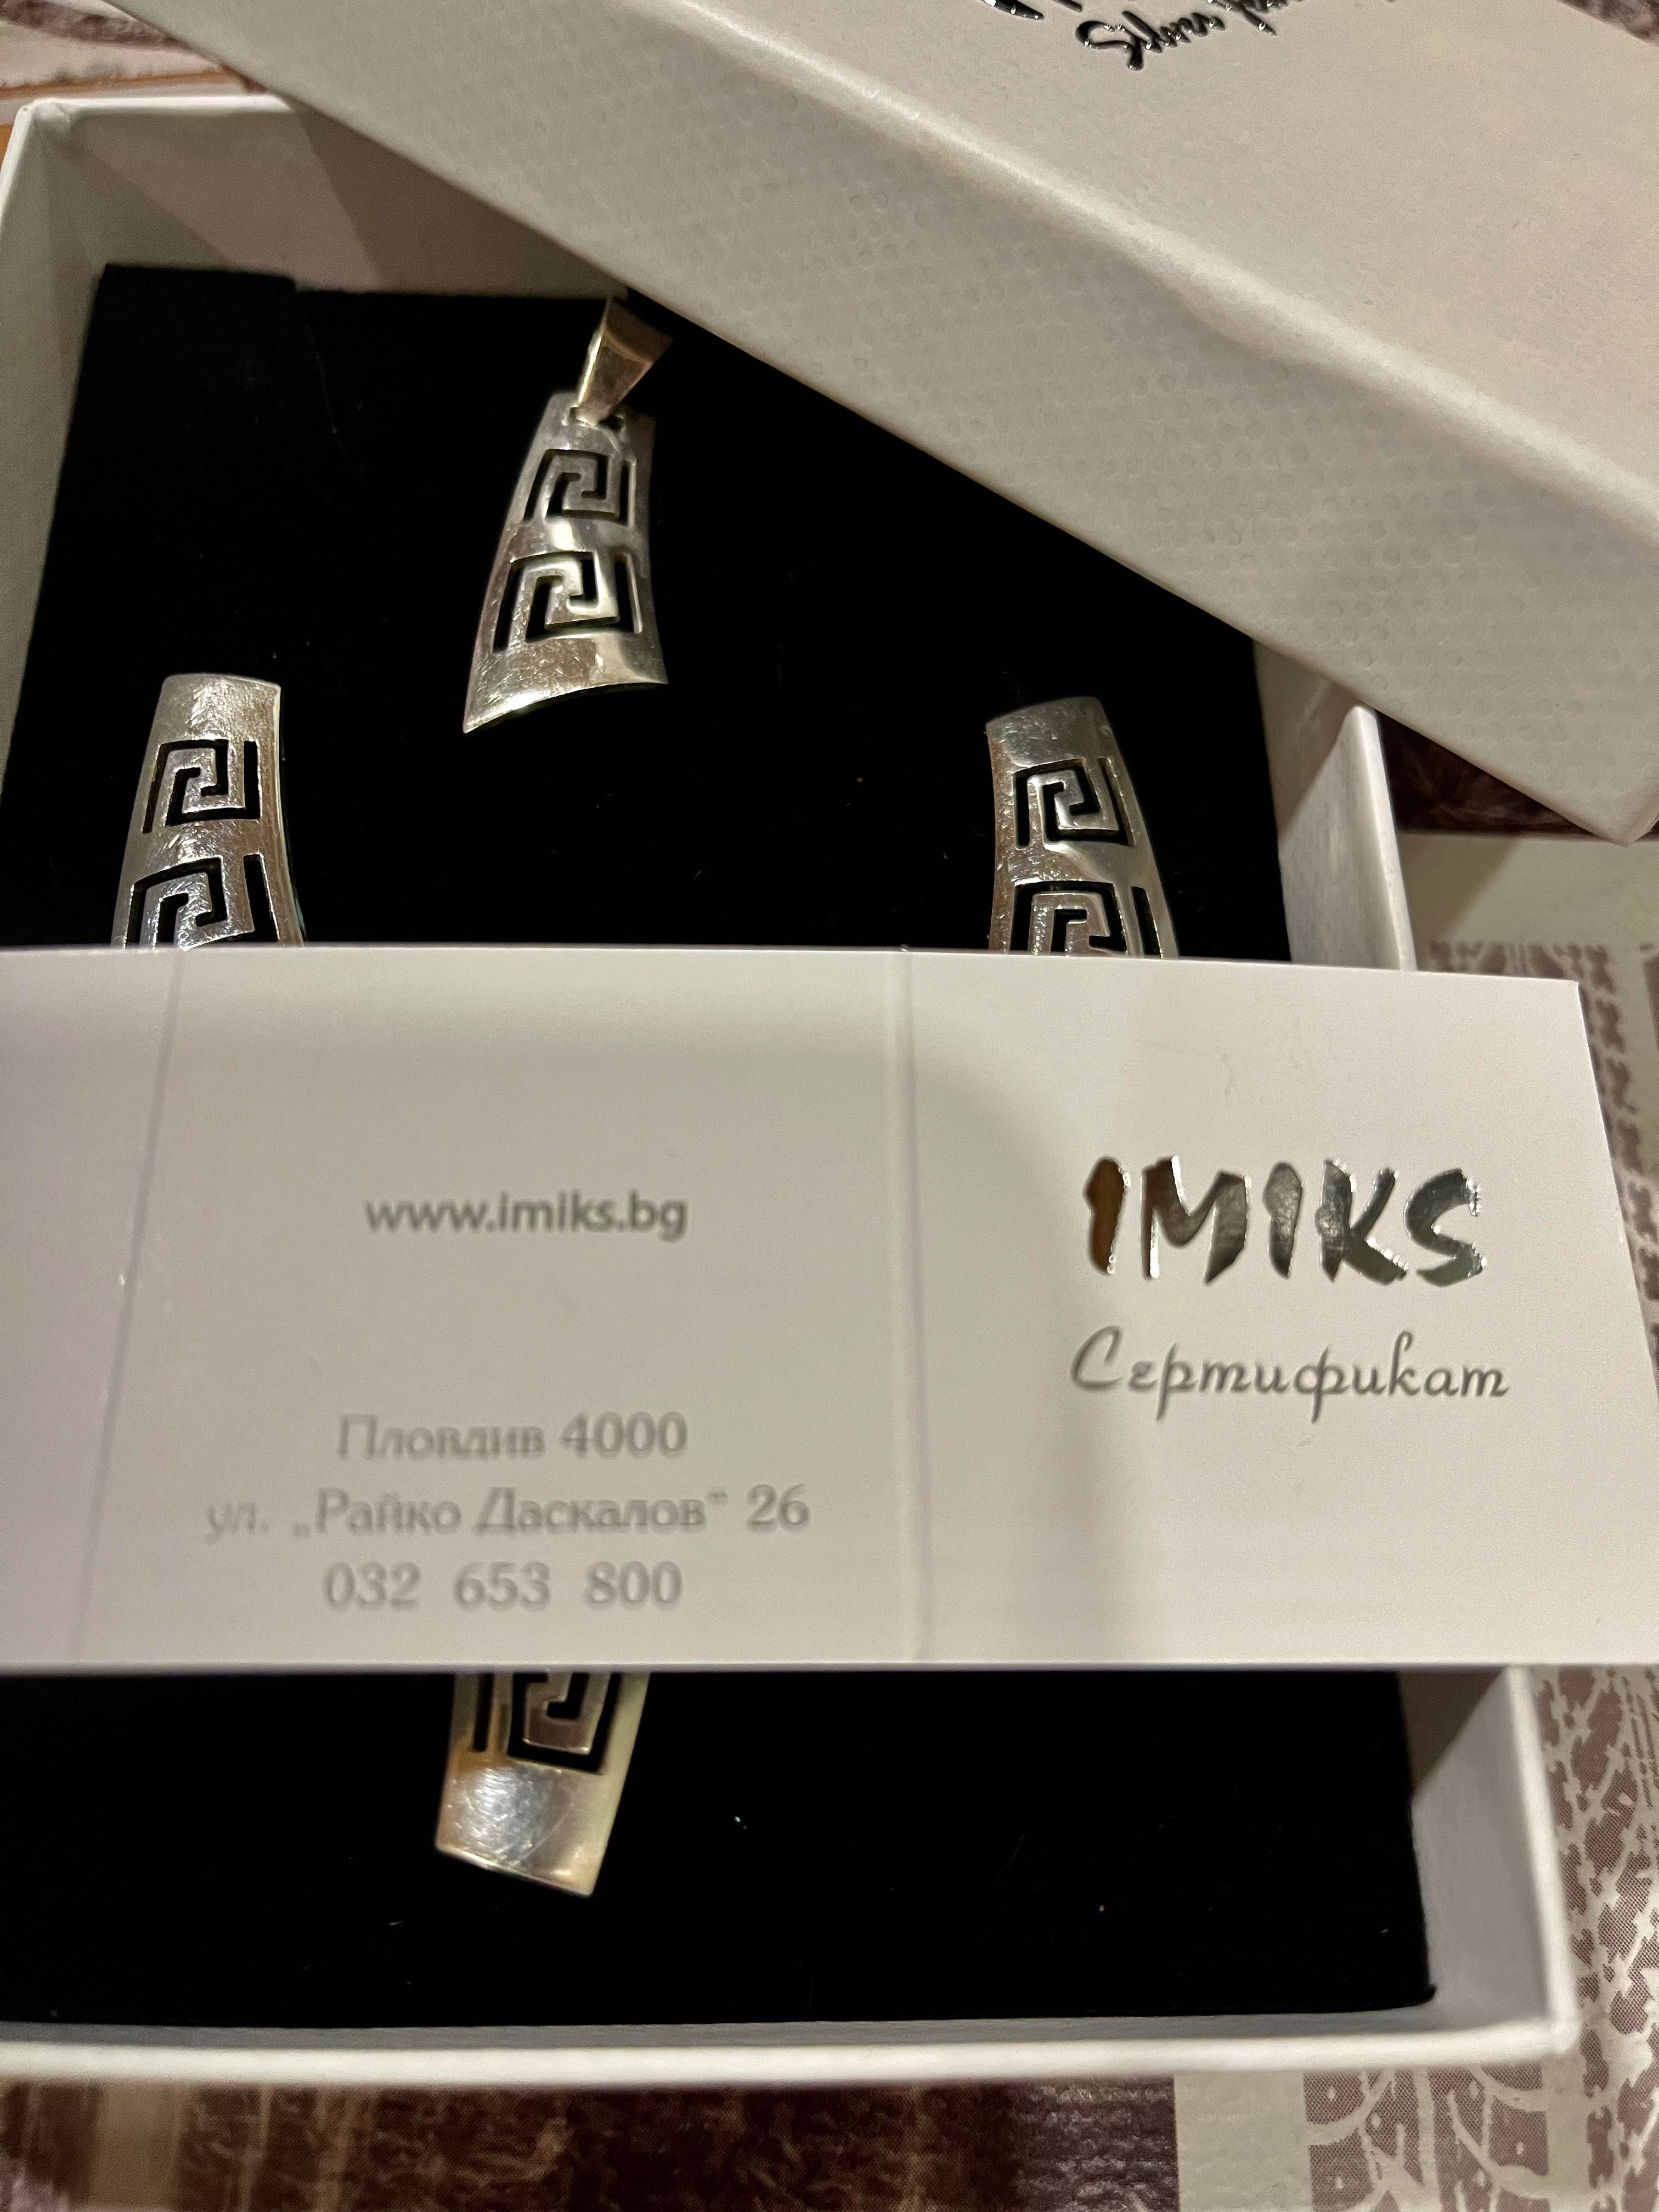 www.imiks.bg
Пловдив 4000
ул. „Райко Даскалов“ 26
032 653 800
IMIKS
Сертификат